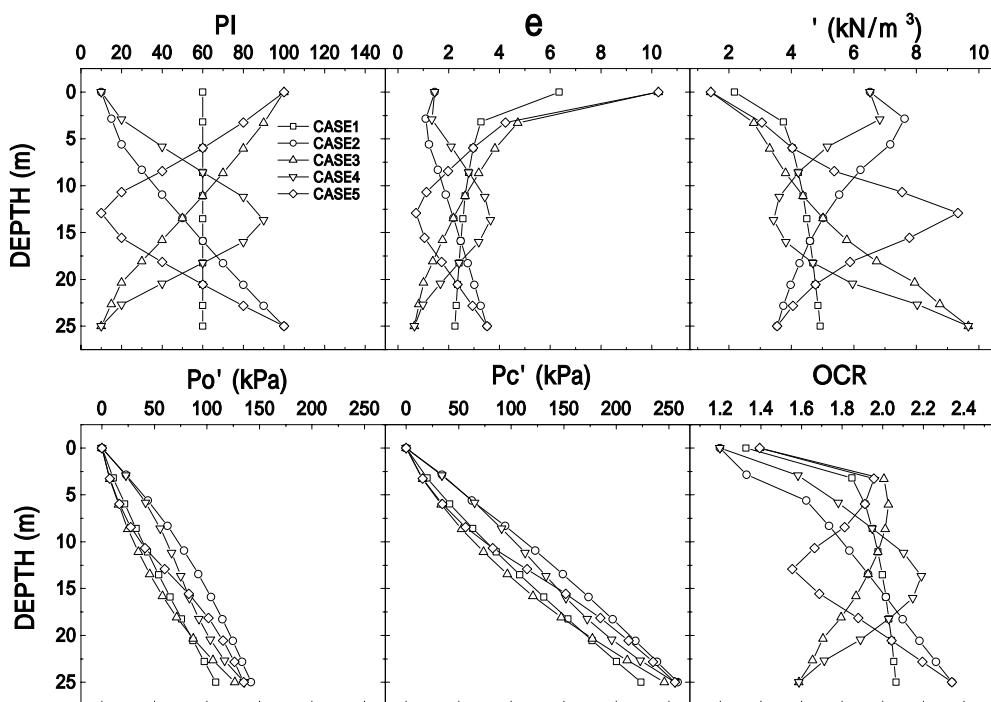 PI
e
' (kN/m³)
0 20 40 60 80 100 120 140
0 2 4 6 8 10
2 4 6 8 10
DEPTH (m)
0
5
10
15
20
25
CASE1
CASE2
CASE3
CASE4
CASE5
Po' (kPa)
Pc' (kPa)
OCR
0 50 100 150 200 250
0 50 100 150 200 250
1.2 1.4 1.6 1.8 2.0 2.2 2.4
DEPTH (m)
0
5
10
15
20
25